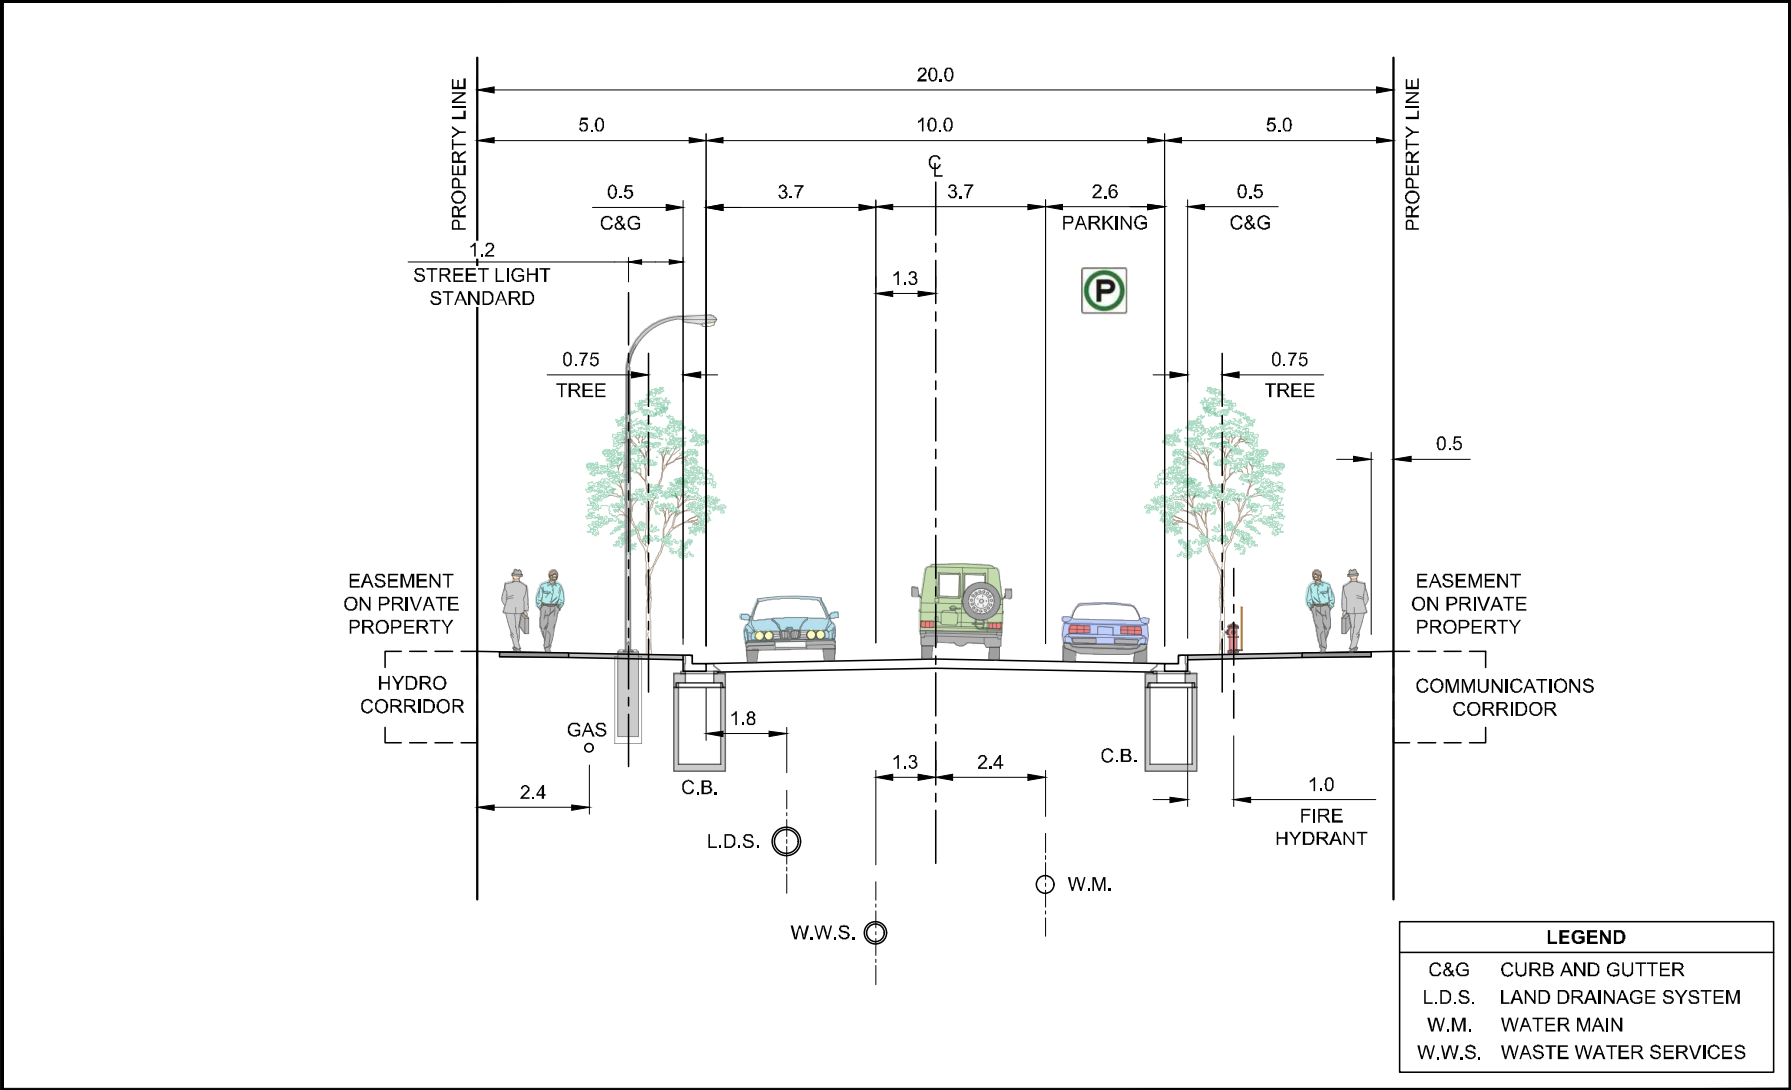 20.0
PROPERTY LINE
PROPERTY LINE
5.0
10.0
5.0
℄
0.5
3.7
3.7
2.6
0.5
C&G
PARKING
C&G
1.2
STREET LIGHT
STANDARD
1.3
P
0.75
TREE
0.75
TREE
0.5
EASEMENT
ON PRIVATE
PROPERTY
EASEMENT
ON PRIVATE
PROPERTY
HYDRO
CORRIDOR
COMMUNICATIONS
CORRIDOR
GAS
1.8
C.B.
C.B.
1.3
2.4
2.4
1.0
FIRE
HYDRANT
L.D.S.
W.M.
W.W.S.
LEGEND
C&G CURB AND GUTTER
L.D.S. LAND DRAINAGE SYSTEM
W.M. WATER MAIN
W.W.S. WASTE WATER SERVICES